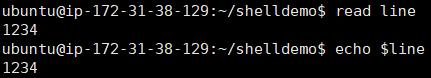 ubuntu@ip-172-31-38-129:~/shelldemo$ read line
1234
ubuntu@ip-172-31-38-129:~/shelldemo$ echo $line
1234